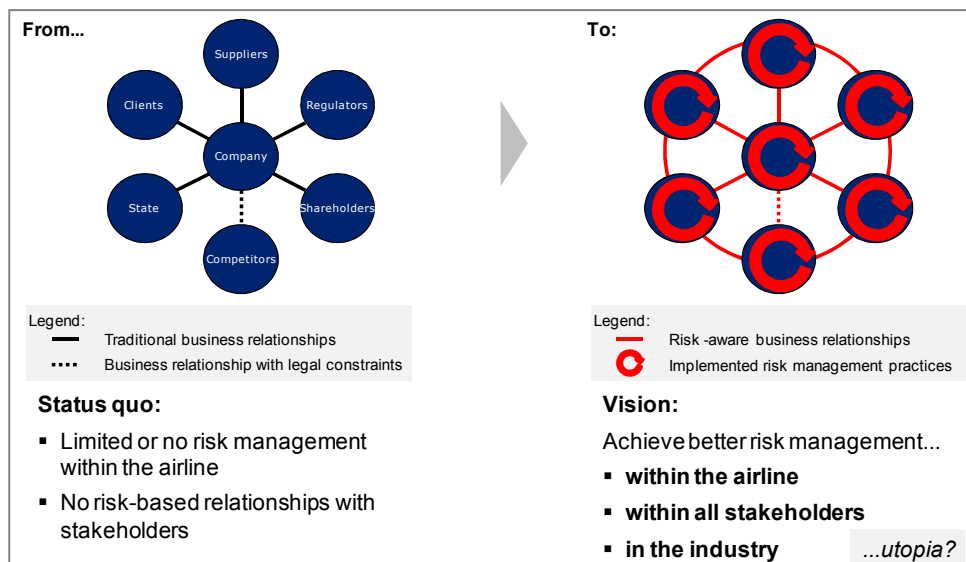 From...
Suppliers
Clients
Regulators
Company
State
Shareholders
Competitors
Legend:
Traditional business relationships
Business relationship with legal constraints
Status quo:
▪ Limited or no risk management
within the airline
▪ No risk-based relationships with
stakeholders
To:
Legend:
Risk -aware business relationships
Implemented risk management practices
Vision:
Achieve better risk management...
▪ within the airline
▪ within all stakeholders
▪ in the industry
...utopia?